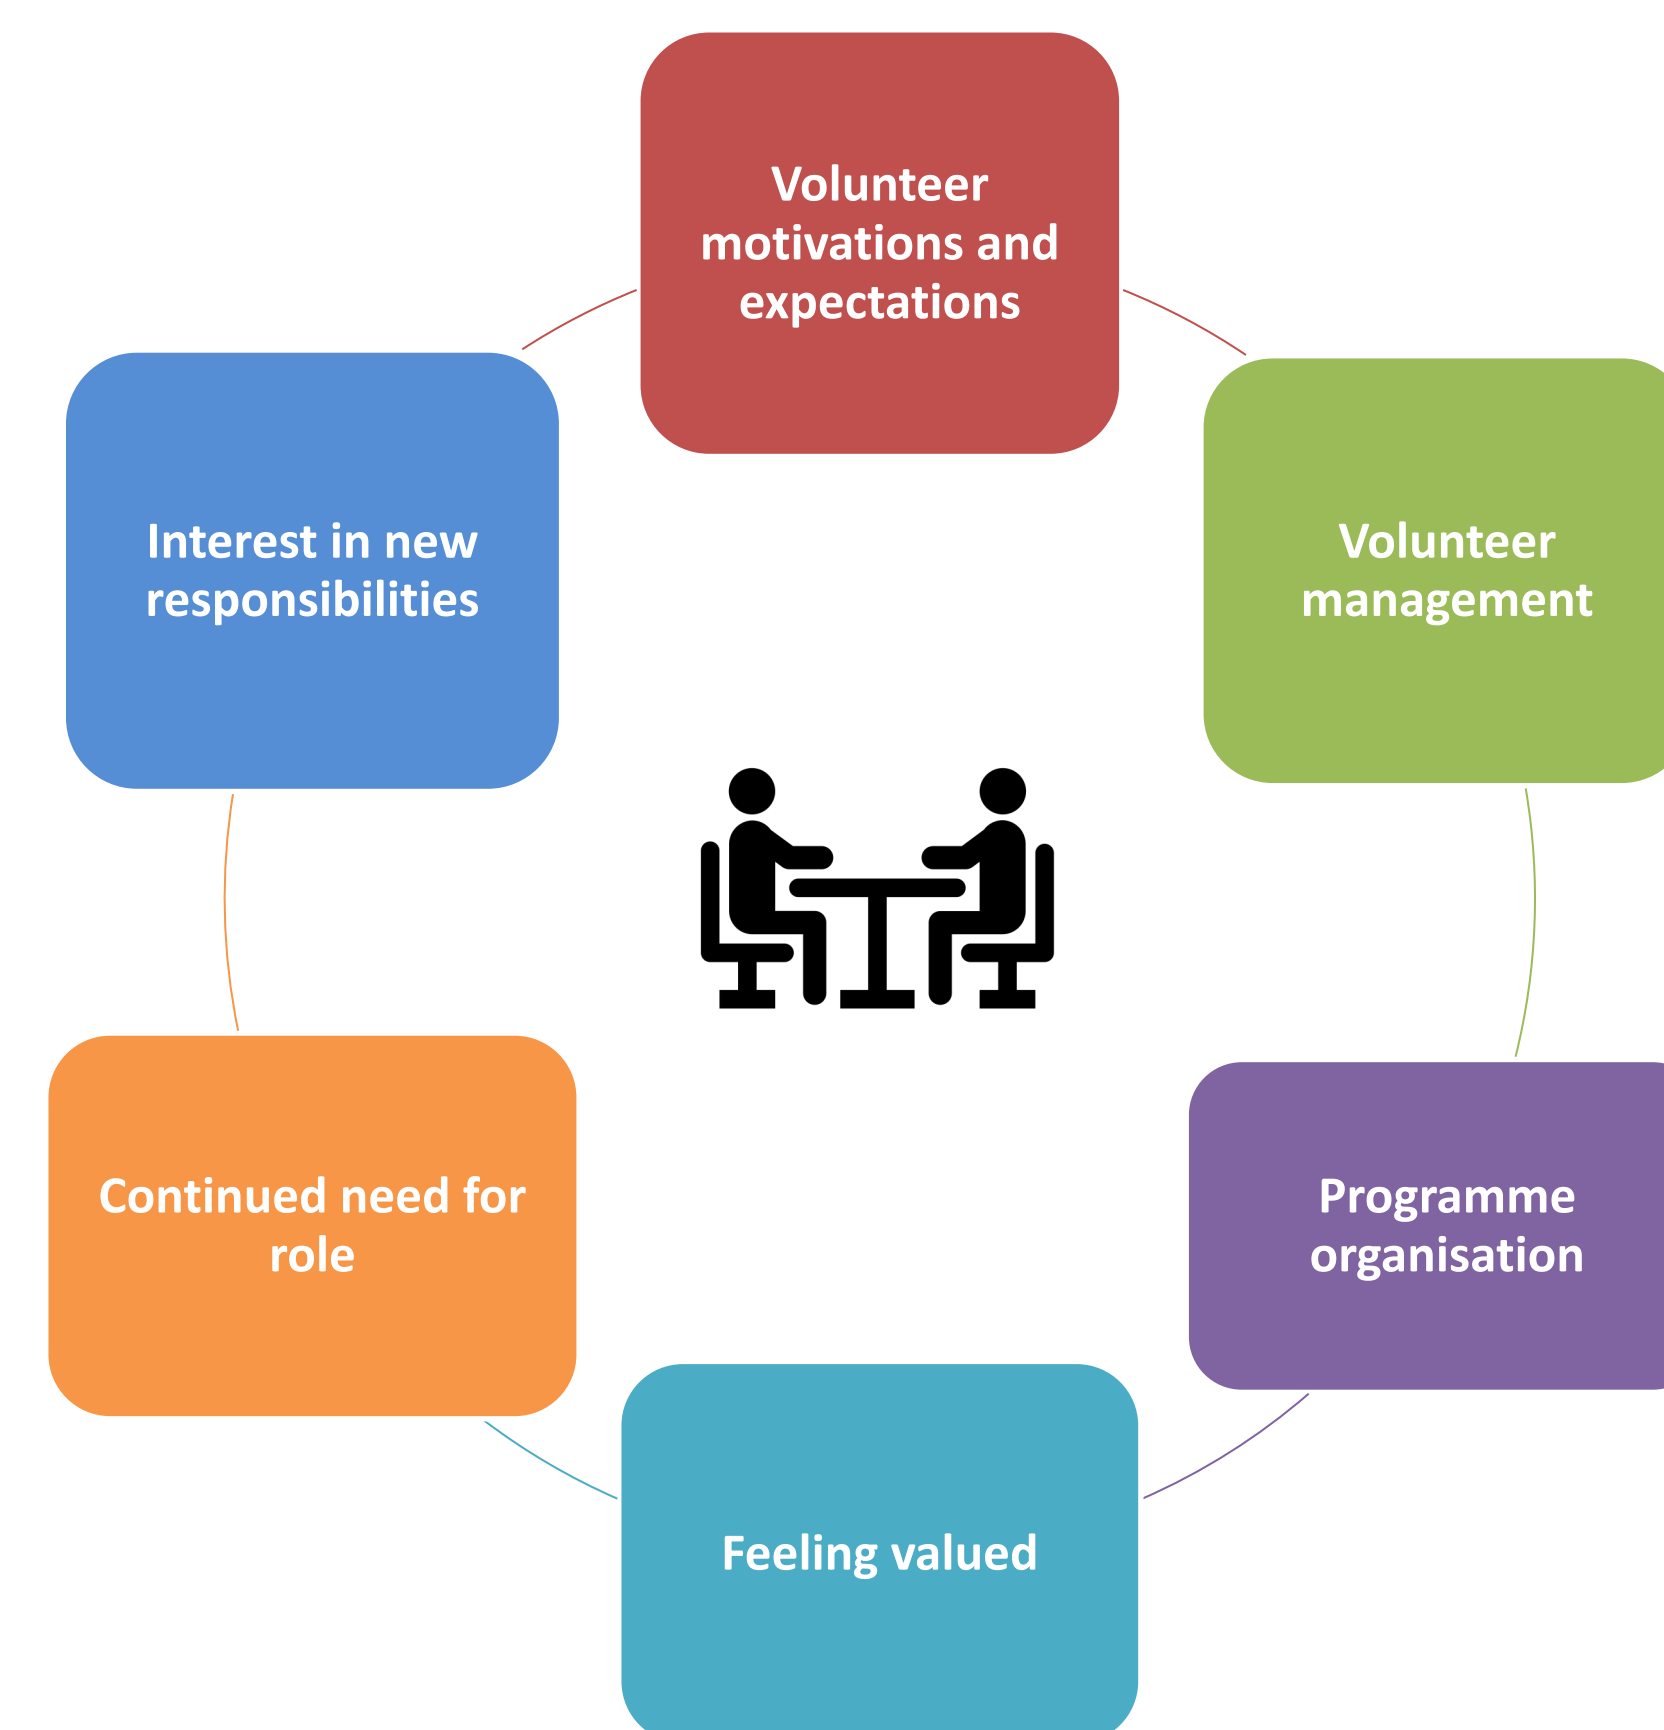 Volunteer
motivations and
expectations
Volunteer
management
Programme
organisation
Feeling valued
Continued need for
role
Interest in new
responsibilities